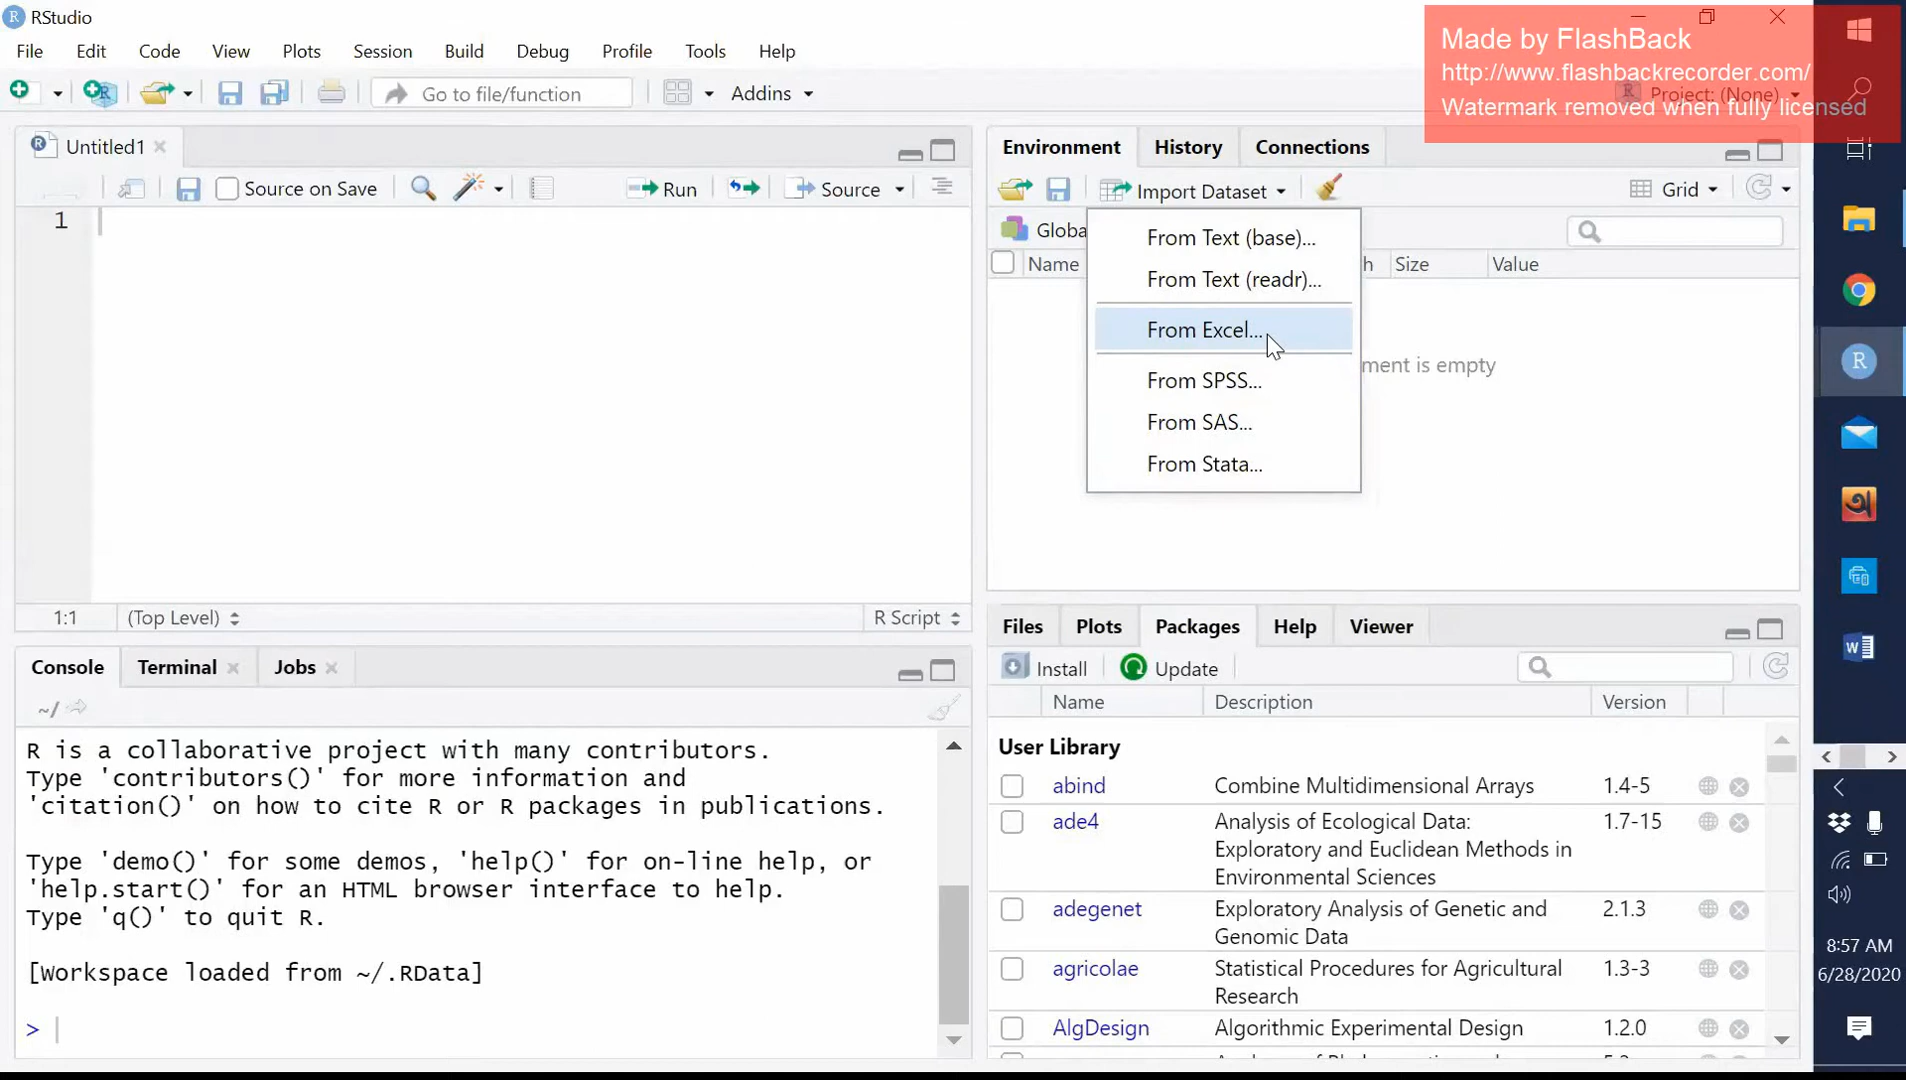 RStudio
File Edit Code View Plots Session Build Debug Profile Tools Help
Made by FlashBack
http://www.flashbackrecorder.com/
Watermark removed when fully licensed
Go to file/function
Addins
Project: (None)
Untitled1
Source on Save
Run
Source
1
1:1 (Top Level) R Script
Environment History Connections
Import Dataset
Grid
Globa
Name Size Value
From Text (base)...
From Text (readr)...
From Excel...
From SPSS...
From SAS...
From Stata...
ment is empty
Console Terminal Jobs
~/
R is a collaborative project with many contributors.
Type 'contributors()' for more information and
'citation()' on how to cite R or R packages in publications.
Type 'demo()' for some demos, 'help()' for on-line help, or
'help.start()' for an HTML browser interface to help.
Type 'q()' to quit R.
[Workspace loaded from ~/.RData]
>
Files Plots Packages Help Viewer
Install Update
Name Description Version
User Library
abind Combine Multidimensional Arrays 1.4-5
ade4 Analysis of Ecological Data: 1.7-15
Exploratory and Euclidean Methods in
Environmental Sciences
adegenet Exploratory Analysis of Genetic and 2.1.3
Genomic Data
agricolae Statistical Procedures for Agricultural 1.3-3
Research
AlgDesign Algorithmic Experimental Design 1.2.0
8:57 AM
6/28/2020